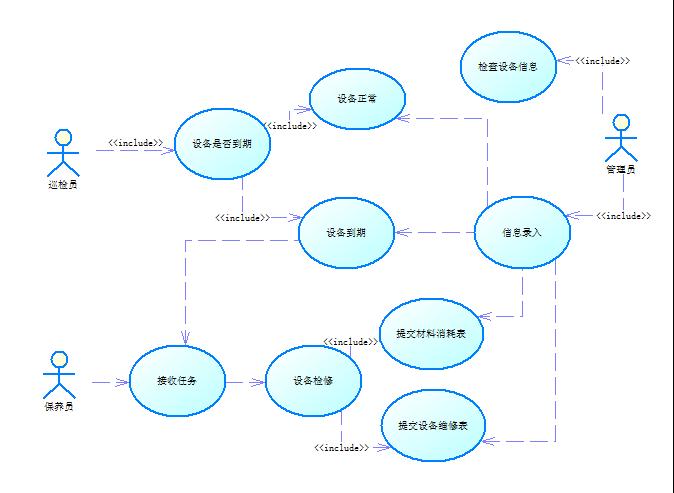 检查设备信息
<<include>>
设备正常
<<include>>
<<include>>
设备是否到期
管理员
巡检员
<<include>>
<<include>>
设备到期
信息录入
提交材料消耗表
<<include>>
接收任务
设备检修
保养员
提交设备维修表
<<include>>